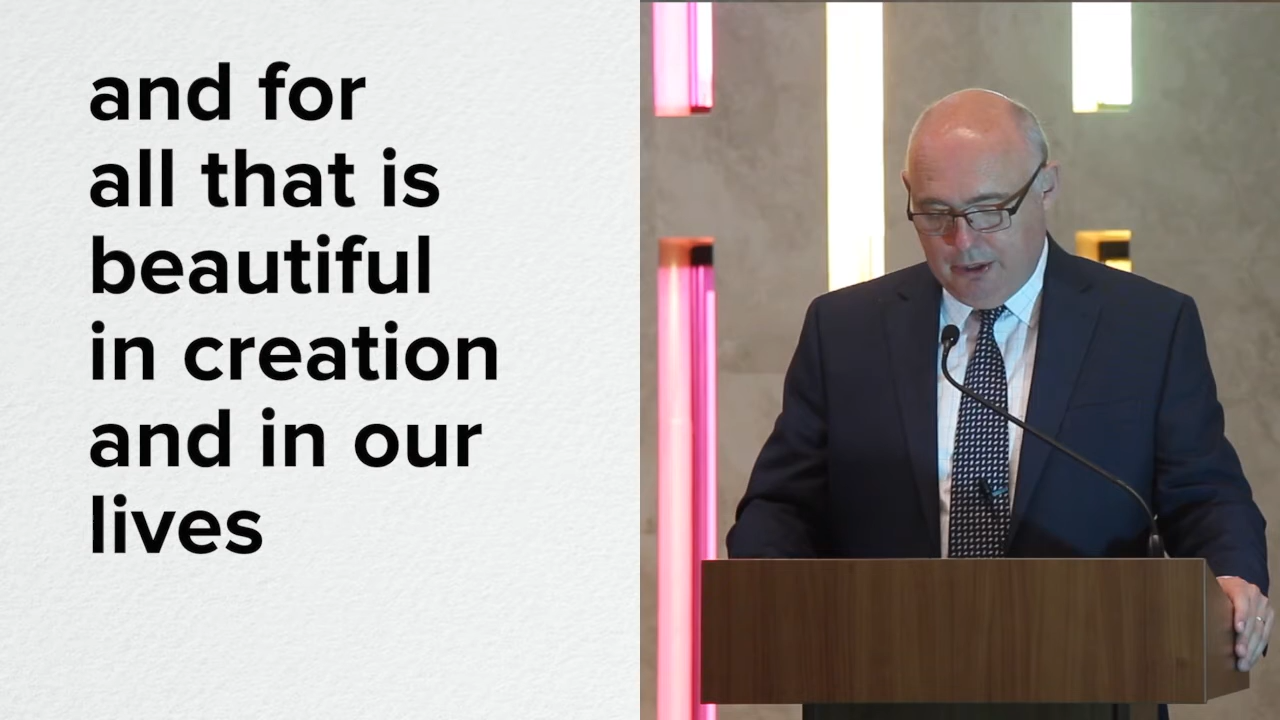 and for
all that is
beautiful
in creation
and in our
lives